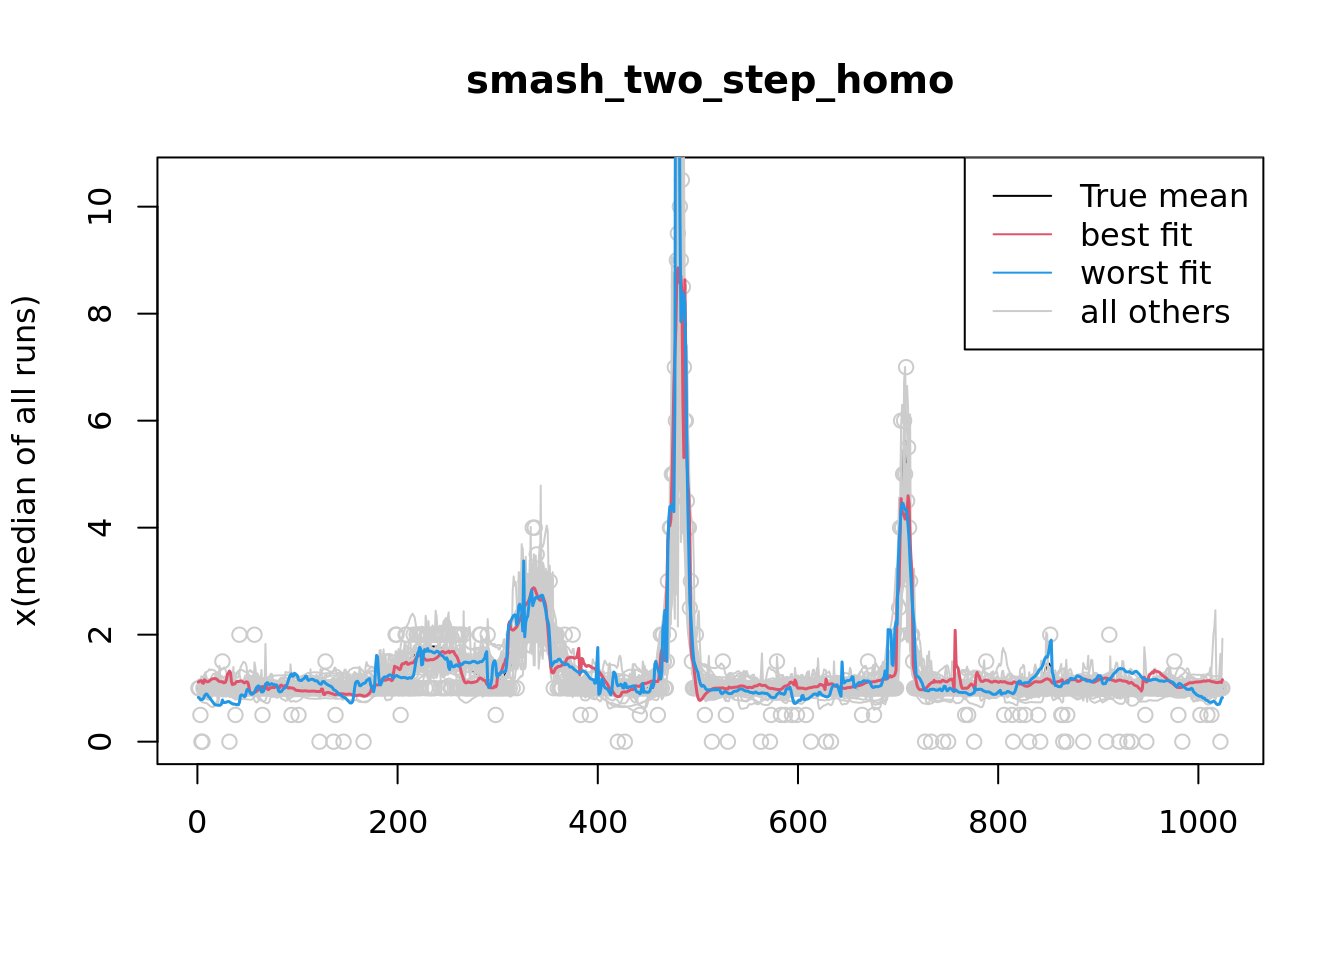 smash_two_step_homo
True mean
best fit
worst fit
all others
x(median of all runs)
10
8
6
4
2
0
0 200 400 600 800 1000